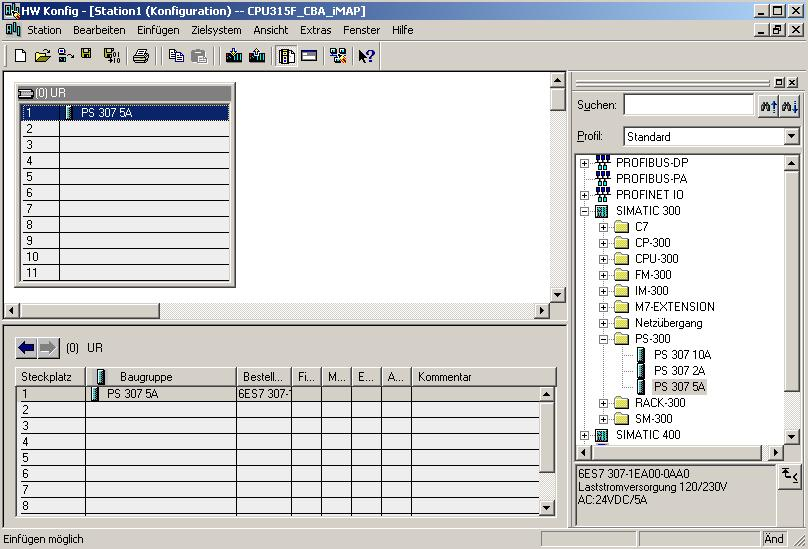 HW Konfig - [Station1 (Konfiguration) -- CPU315F_CBA_iMAP]
Station Bearbeiten Einfügen Zielsystem Ansicht Extras Fenster Hilfe
(0) UR
1 PS 307 5A
2
3
4
5
6
7
8
9
10
11
Suchen:
Profil: Standard
PROFIBUS-DP
PROFIBUS-PA
PROFINET IO
SIMATIC 300
C7
CP-300
CPU-300
FM-300
IM-300
M7-EXTENSION
Netzübergang
PS-300
PS 307 10A
PS 307 2A
PS 307 5A
RACK-300
SM-300
SIMATIC 400
6ES7 307-1EA00-0AA0
Laststromversorgung 120/230V
AC:24VDC/5A
(0) UR
Steckplatz Baugruppe Bestell... Fi... M... E... A... Kommentar
1 PS 307 5A 6ES7 307-1
2
3
4
5
6
7
8
Einfügen möglich
Änd